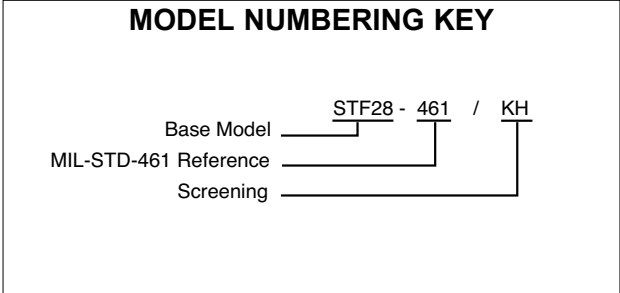 MODEL NUMBERING KEY
STF28 - 461 / KH
Base Model
MIL-STD-461 Reference
Screening